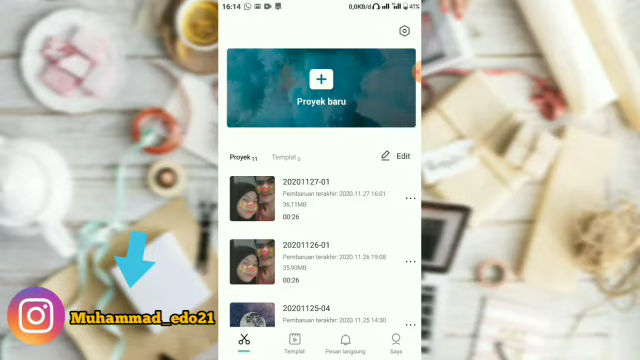 16:14
0,0KB/d
41%
Proyek baru
Proyek 11
Templat 0
Edit
20201127-01
Pembaruan terakhir: 2020.11.27 16:01
36,11MB
00:26
20201126-01
Pembaruan terakhir: 2020.11.26 19:08
35,90MB
00:26
20201125-04
Pembaruan terakhir: 2020.11.25 14:30
Muhammad_edo21
Templat
Pesan langsung
Saya